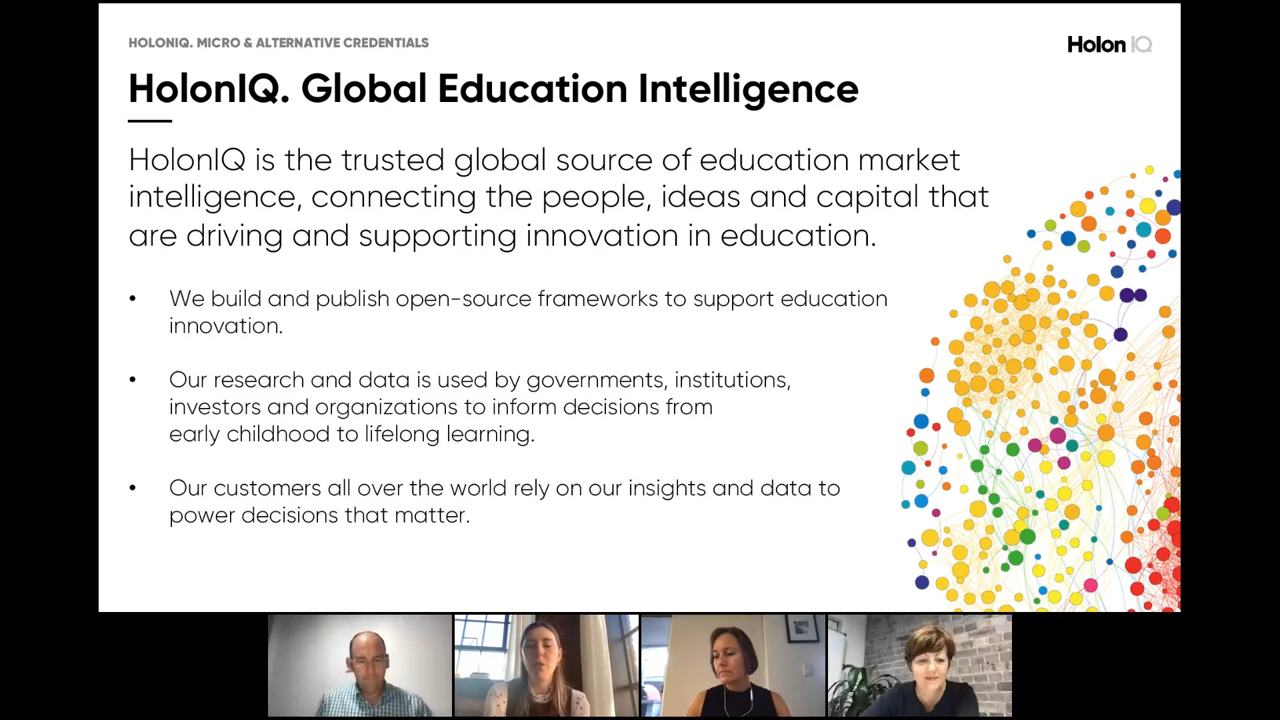 HOLONIQ. MICRO & ALTERNATIVE CREDENTIALS
Holon IQ
HolonIQ. Global Education Intelligence
HolonIQ is the trusted global source of education market
intelligence, connecting the people, ideas and capital that
are driving and supporting innovation in education.
• We build and publish open-source frameworks to support education
innovation.
• Our research and data is used by governments, institutions,
investors and organizations to inform decisions from
early childhood to lifelong learning.
• Our customers all over the world rely on our insights and data to
power decisions that matter.